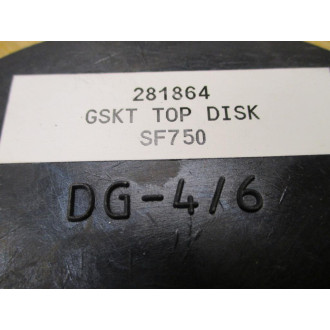 281864
GSKT TOP DISK
SF750
DG-4/6